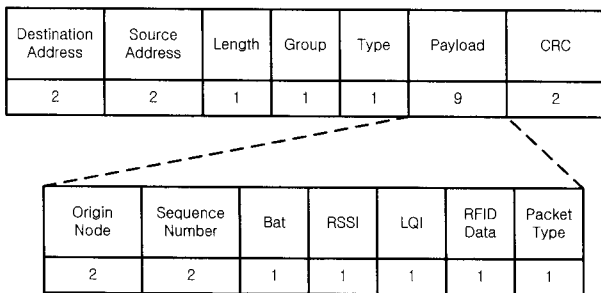 Destination Address Source Address Length Group Type Payload CRC
2 2 1 1 1 9 2
Origin Node Sequence Number Bat RSSI LQI RFID Data Packet Type
2 2 1 1 1 1 1